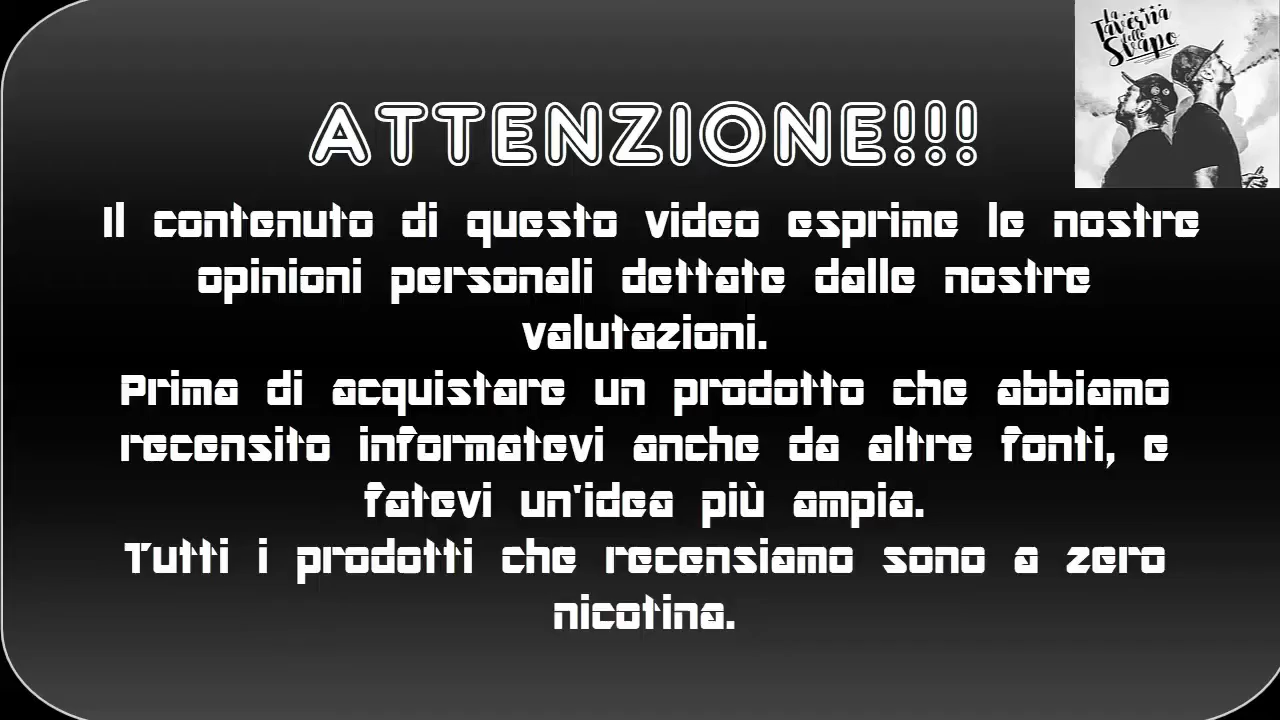 La Taverna dello Svapo
ATTENZIONE!!!
Il contenuto di questo video esprime le nostre
opinioni personali dettate dalle nostre
valutazioni.
Prima di acquistare un prodotto che abbiamo
recensito informatevi anche da altre fonti, e
fatevi un'idea più ampia.
Tutti i prodotti che recensiamo sono a zero
nicotina.